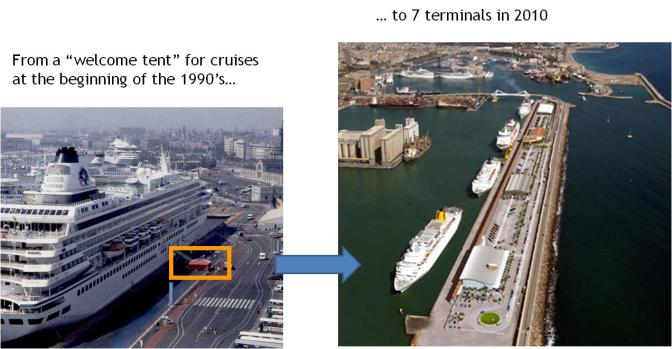 … to 7 terminals in 2010
From a “welcome tent” for cruises
at the beginning of the 1990’s…